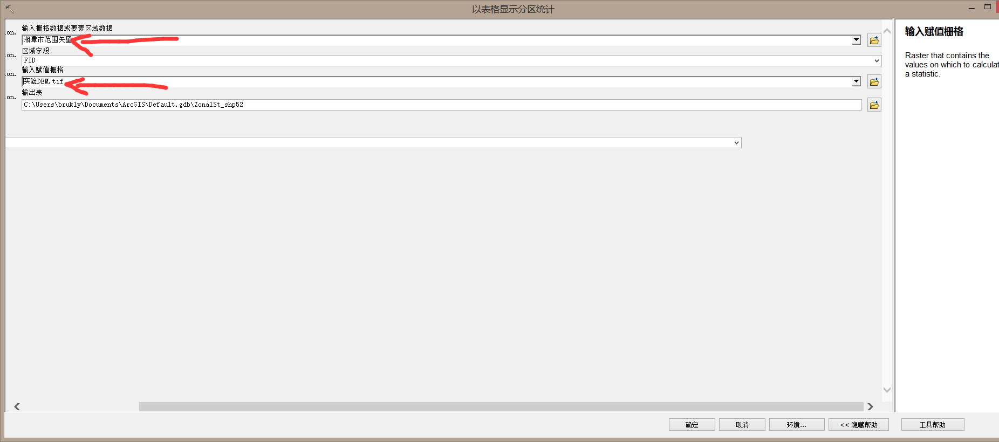 以表格显示分区统计
on.
输入栅格数据或要素区域数据
湘潭市范围矢量
on.
区域字段
FID
on.
输入赋值栅格
实验DEM.tif
on.
输出表
C:\Users\brukly\Documents\ArcGIS\Default.gdb\ZonalSt_shp52
确定
取消
环境...
<< 隐藏帮助
输入赋值栅格
Raster that contains the
values on which to calculat
a statistic.
工具帮助